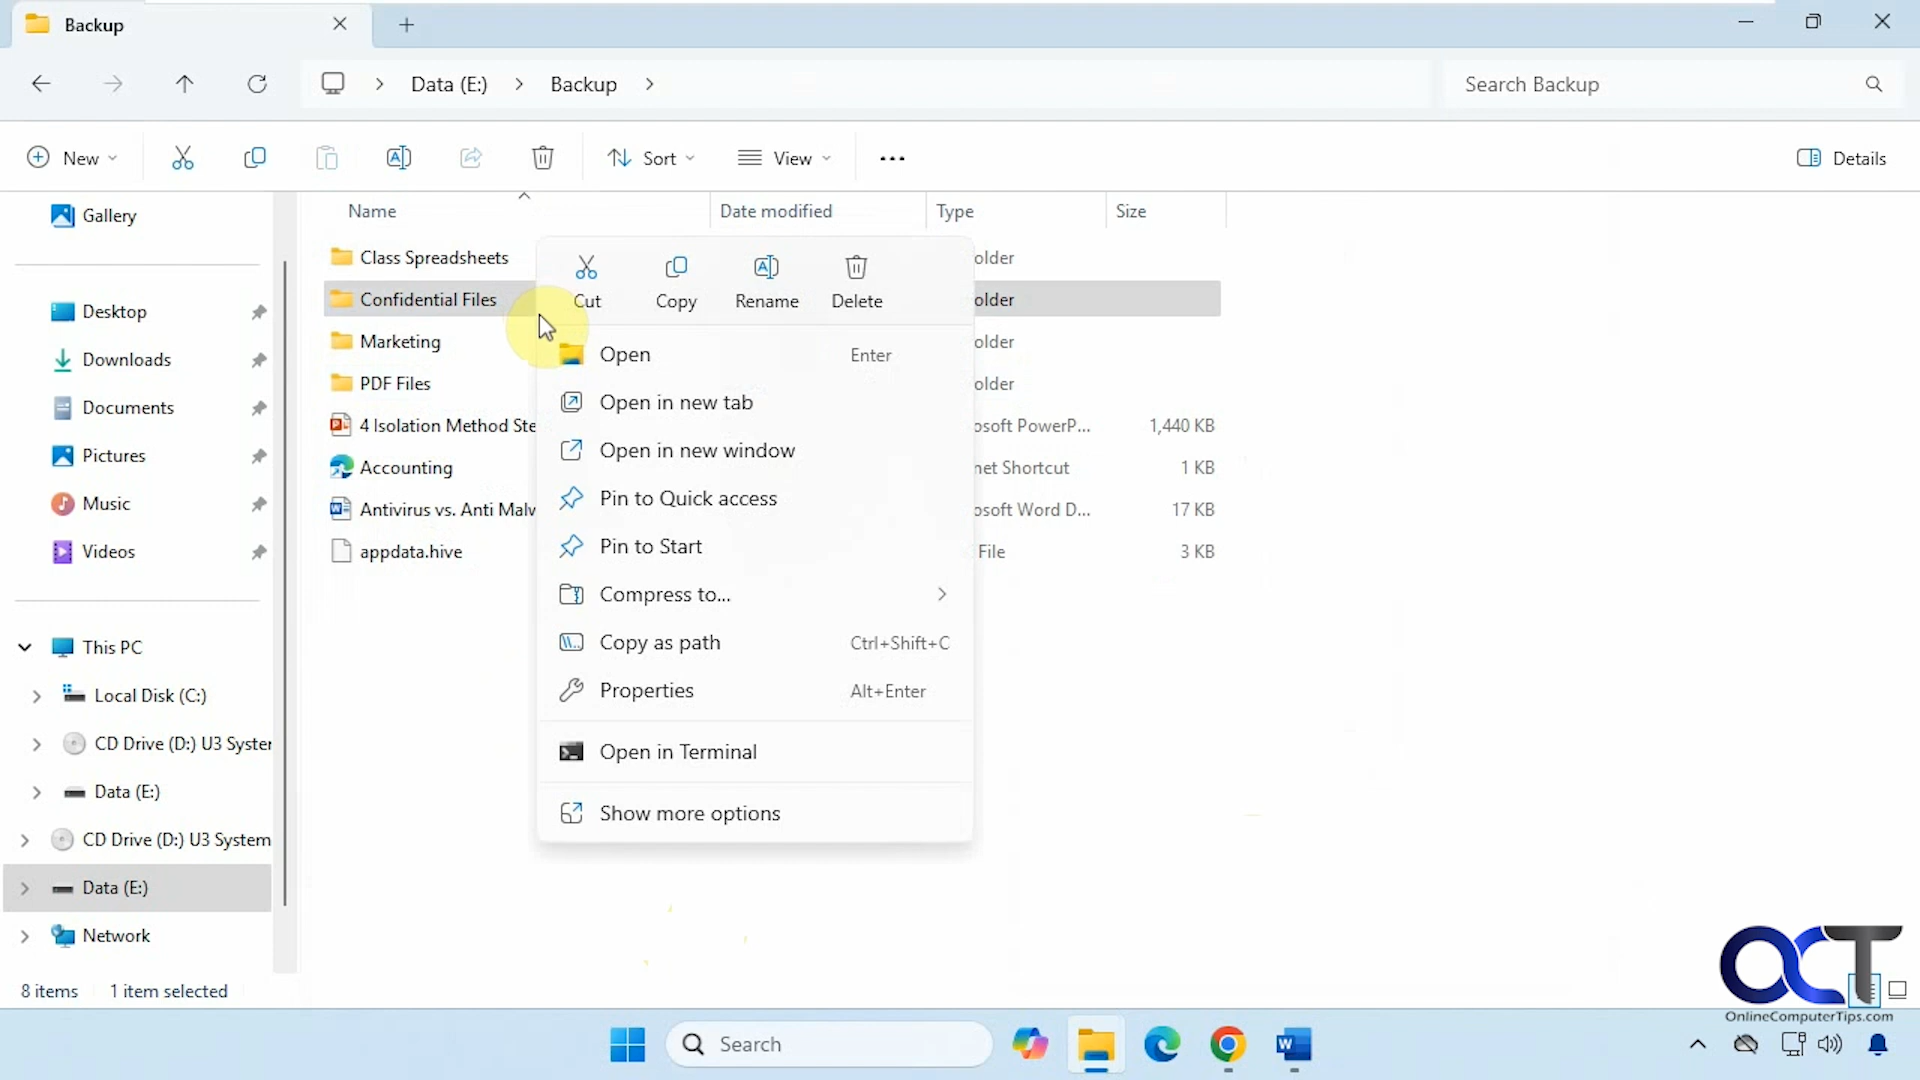 Backup
Data (E:)
Backup
Search Backup
New
Sort
View
Details
Gallery
Desktop
Downloads
Documents
Pictures
Music
Videos
This PC
Local Disk (C:)
CD Drive (D:) U3 System
Data (E:)
CD Drive (D:) U3 System
Data (E:)
Network
Name
Date modified
Type
Size
Class Spreadsheets
older
Confidential Files
older
Marketing
older
PDF Files
older
4 Isolation Method Ste
osoft PowerP...
1,440 KB
Accounting
net Shortcut
1 KB
Antivirus vs. Anti Malw
osoft Word D...
17 KB
appdata.hive
File
3 KB
Cut
Copy
Rename
Delete
Open
Enter
Open in new tab
Open in new window
Pin to Quick access
Pin to Start
Compress to...
Copy as path
Ctrl+Shift+C
Properties
Alt+Enter
Open in Terminal
Show more options
8 items
1 item selected
OCT
OnlineComputerTips.com
Search